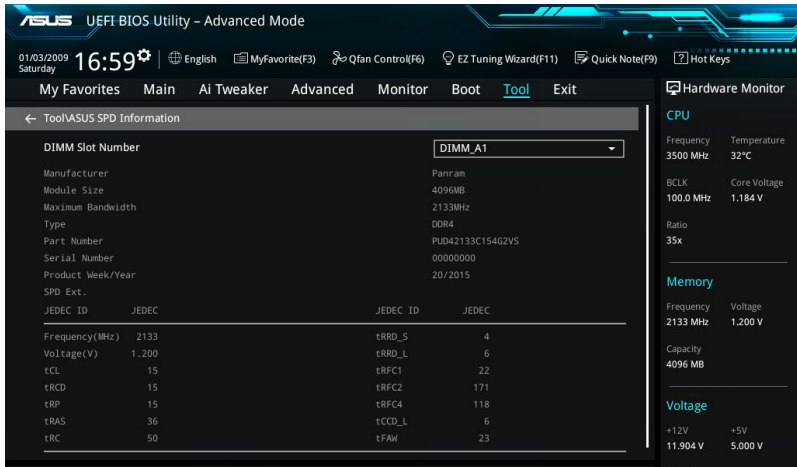 ASUS UEFI BIOS Utility – Advanced Mode
01/03/2009 Saturday 16:59 English MyFavorite(F3) Qfan Control(F6) EZ Tuning Wizard(F11) Quick Note(F9) ? Hot Keys
My Favorites Main Ai Tweaker Advanced Monitor Boot Tool Exit
← Tool\ASUS SPD Information
DIMM Slot Number DIMM_A1
Manufacturer Panram
Module Size 4096MB
Maximum Bandwidth 2133MHz
Type DDR4
Part Number PUD42133C154G2VS
Serial Number 00000000
Product Week/Year 20/2015
SPD Ext.
JEDEC ID JEDEC JEDEC ID JEDEC
Frequency(MHz) 2133 tRRD_S 4
Voltage(V) 1.200 tRRD_L 6
tCL 15 tRFC1 22
tRCD 15 tRFC2 171
tRP 15 tRFC4 118
tRAS 36 tCCD_L 6
tRC 50 tFAW 23
Hardware Monitor
CPU
Frequency Temperature
3500 MHz 32°C
BCLK Core Voltage
100.0 MHz 1.184 V
Ratio
35x
Memory
Frequency Voltage
2133 MHz 1.200 V
Capacity
4096 MB
Voltage
+12V +5V
11.904 V 5.000 V